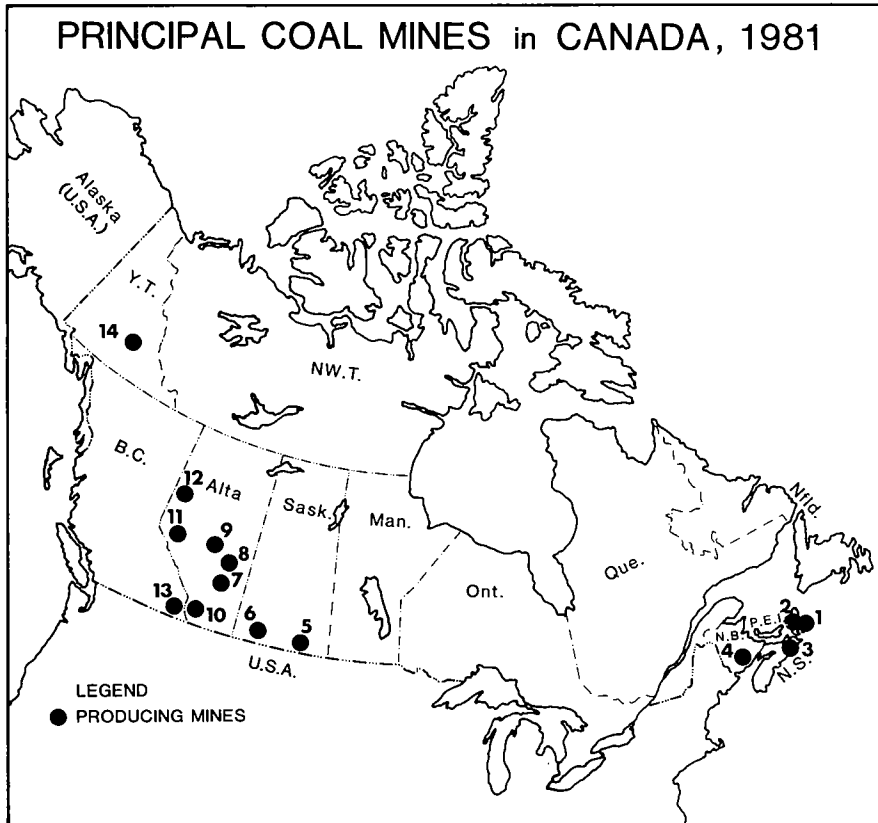 PRINCIPAL COAL MINES in CANADA, 1981
Alaska
(U.S.A.)
Y.T.
14
N.W.T.
B.C.
12
Alta
11
9
8
7
13
10
Sask.
6
5
Man.
Ont.
Que.
Nfld.
2
1
P.E.I.
N.B.
4
3
N.S.
U.S.A.
LEGEND
PRODUCING MINES